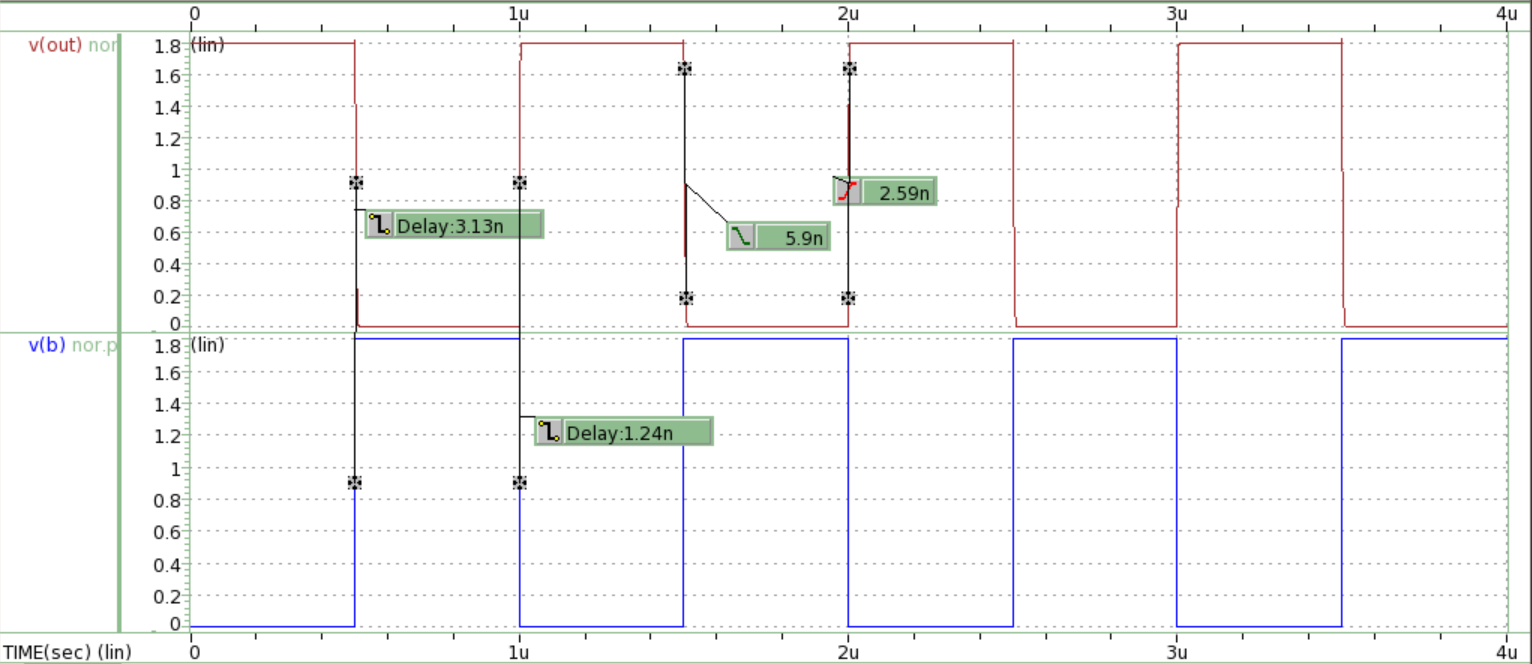 0 1u 2u 3u 4u
v(out) nor
(lin)
1.8
1.6
1.4
1.2
1
0.8
0.6
0.4
0.2
0
Delay:3.13n
5.9n
2.59n
v(b) nor.p
(lin)
1.8
1.6
1.4
1.2
1
0.8
0.6
0.4
0.2
0
Delay:1.24n
TIME(sec) (lin) 0 1u 2u 3u 4u